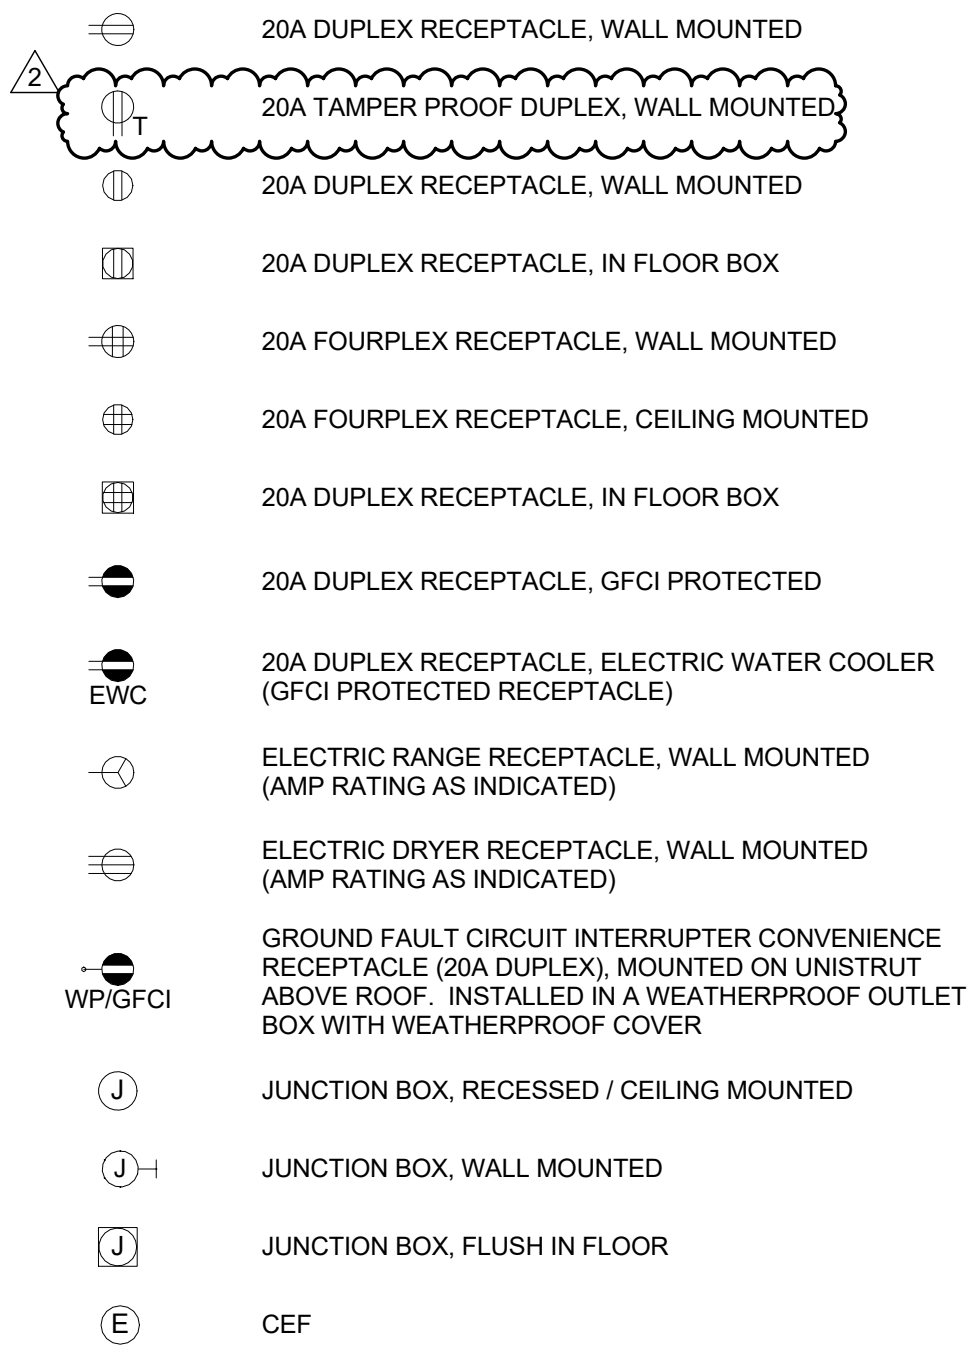 20A DUPLEX RECEPTACLE, WALL MOUNTED
2
T
20A TAMPER PROOF DUPLEX, WALL MOUNTED
20A DUPLEX RECEPTACLE, WALL MOUNTED
20A DUPLEX RECEPTACLE, IN FLOOR BOX
20A FOURPLEX RECEPTACLE, WALL MOUNTED
20A FOURPLEX RECEPTACLE, CEILING MOUNTED
20A DUPLEX RECEPTACLE, IN FLOOR BOX
20A DUPLEX RECEPTACLE, GFCI PROTECTED
EWC
20A DUPLEX RECEPTACLE, ELECTRIC WATER COOLER
(GFCI PROTECTED RECEPTACLE)
ELECTRIC RANGE RECEPTACLE, WALL MOUNTED
(AMP RATING AS INDICATED)
ELECTRIC DRYER RECEPTACLE, WALL MOUNTED
(AMP RATING AS INDICATED)
WP/GFCI
GROUND FAULT CIRCUIT INTERRUPTER CONVENIENCE
RECEPTACLE (20A DUPLEX), MOUNTED ON UNISTRUT
ABOVE ROOF. INSTALLED IN A WEATHERPROOF OUTLET
BOX WITH WEATHERPROOF COVER
J
JUNCTION BOX, RECESSED / CEILING MOUNTED
J
JUNCTION BOX, WALL MOUNTED
J
JUNCTION BOX, FLUSH IN FLOOR
E
CEF